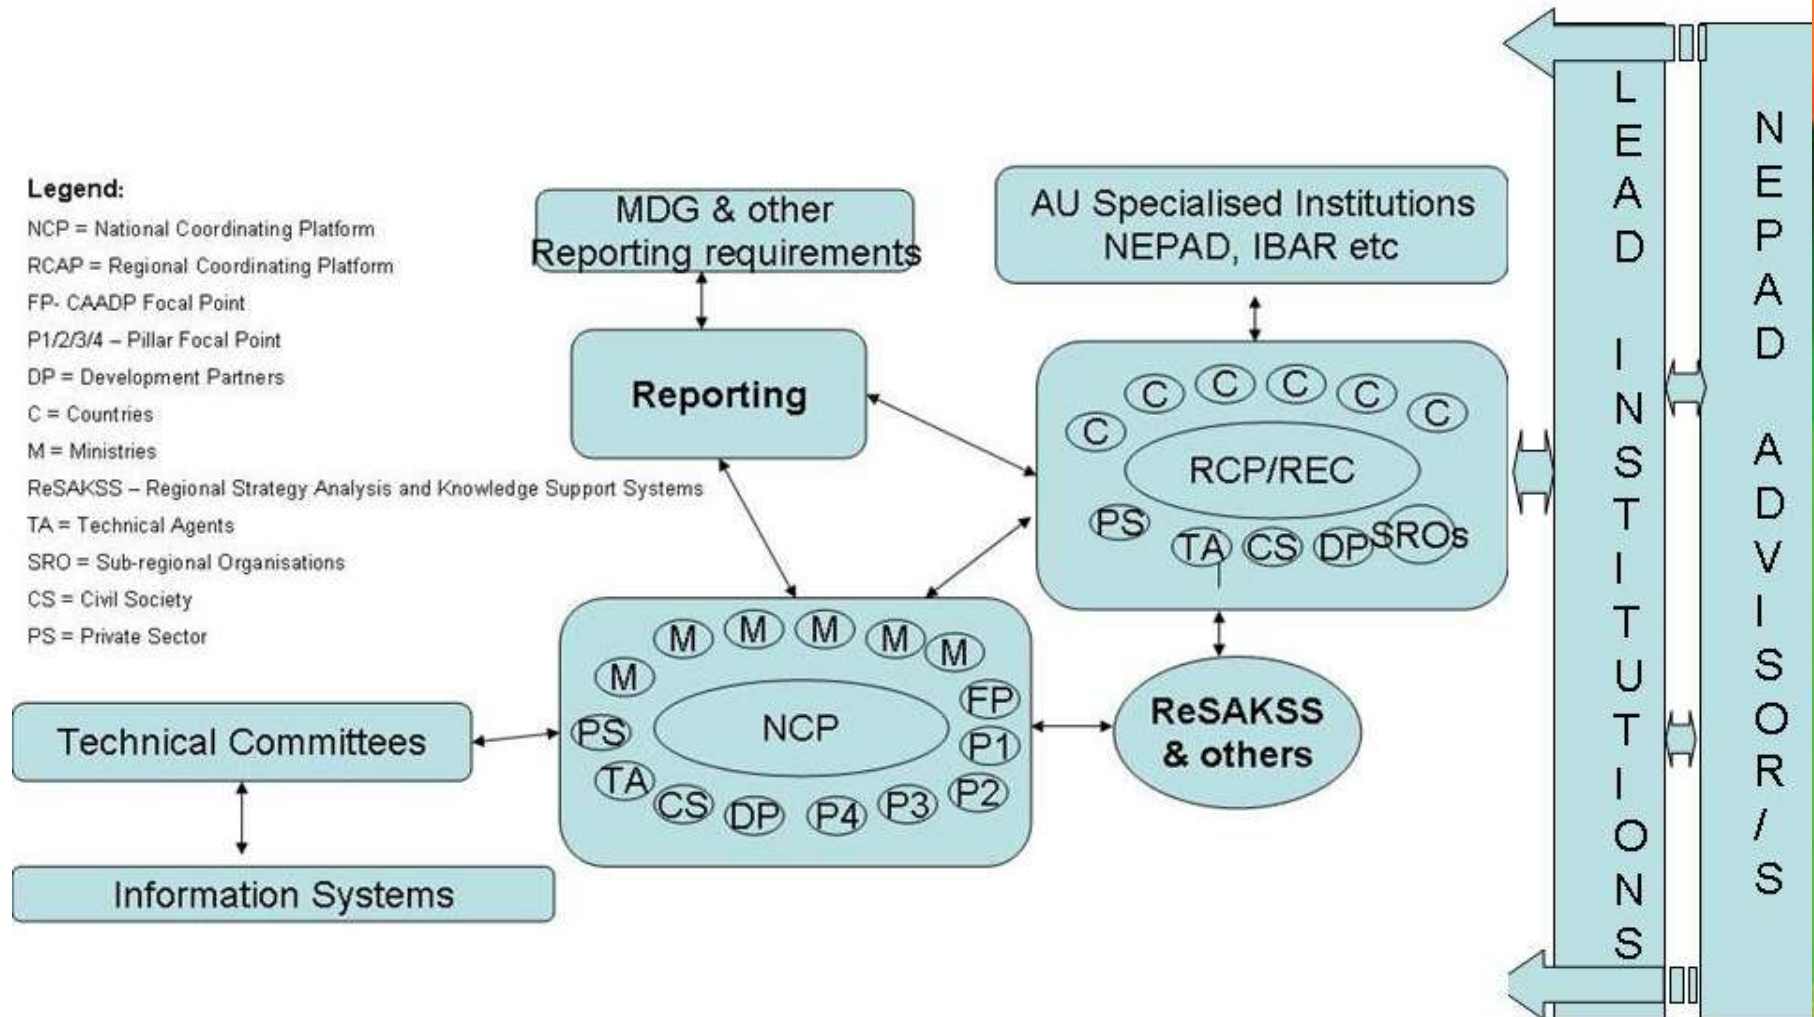 Legend:
NCP = National Coordinating Platform
RCAP = Regional Coordinating Platform
FP- CAADP Focal Point
P1/2/3/4 – Pillar Focal Point
DP = Development Partners
C = Countries
M = Ministries
ReSAKSS – Regional Strategy Analysis and Knowledge Support Systems
TA = Technical Agents
SRO = Sub-regional Organisations
CS = Civil Society
PS = Private Sector
MDG & other
Reporting requirements
AU Specialised Institutions
NEPAD, IBAR etc
Reporting
C
C
C
C
C
C
RCP/REC
PS
TA
CS
DP
SROs
M
M
M
M
M
M
FP
PS
NCP
P1
TA
CS
DP
P4
P3
P2
ReSAKSS
& others
Technical Committees
Information Systems
LEAD INSTITUTIONS
NEPAD ADVISOR/S